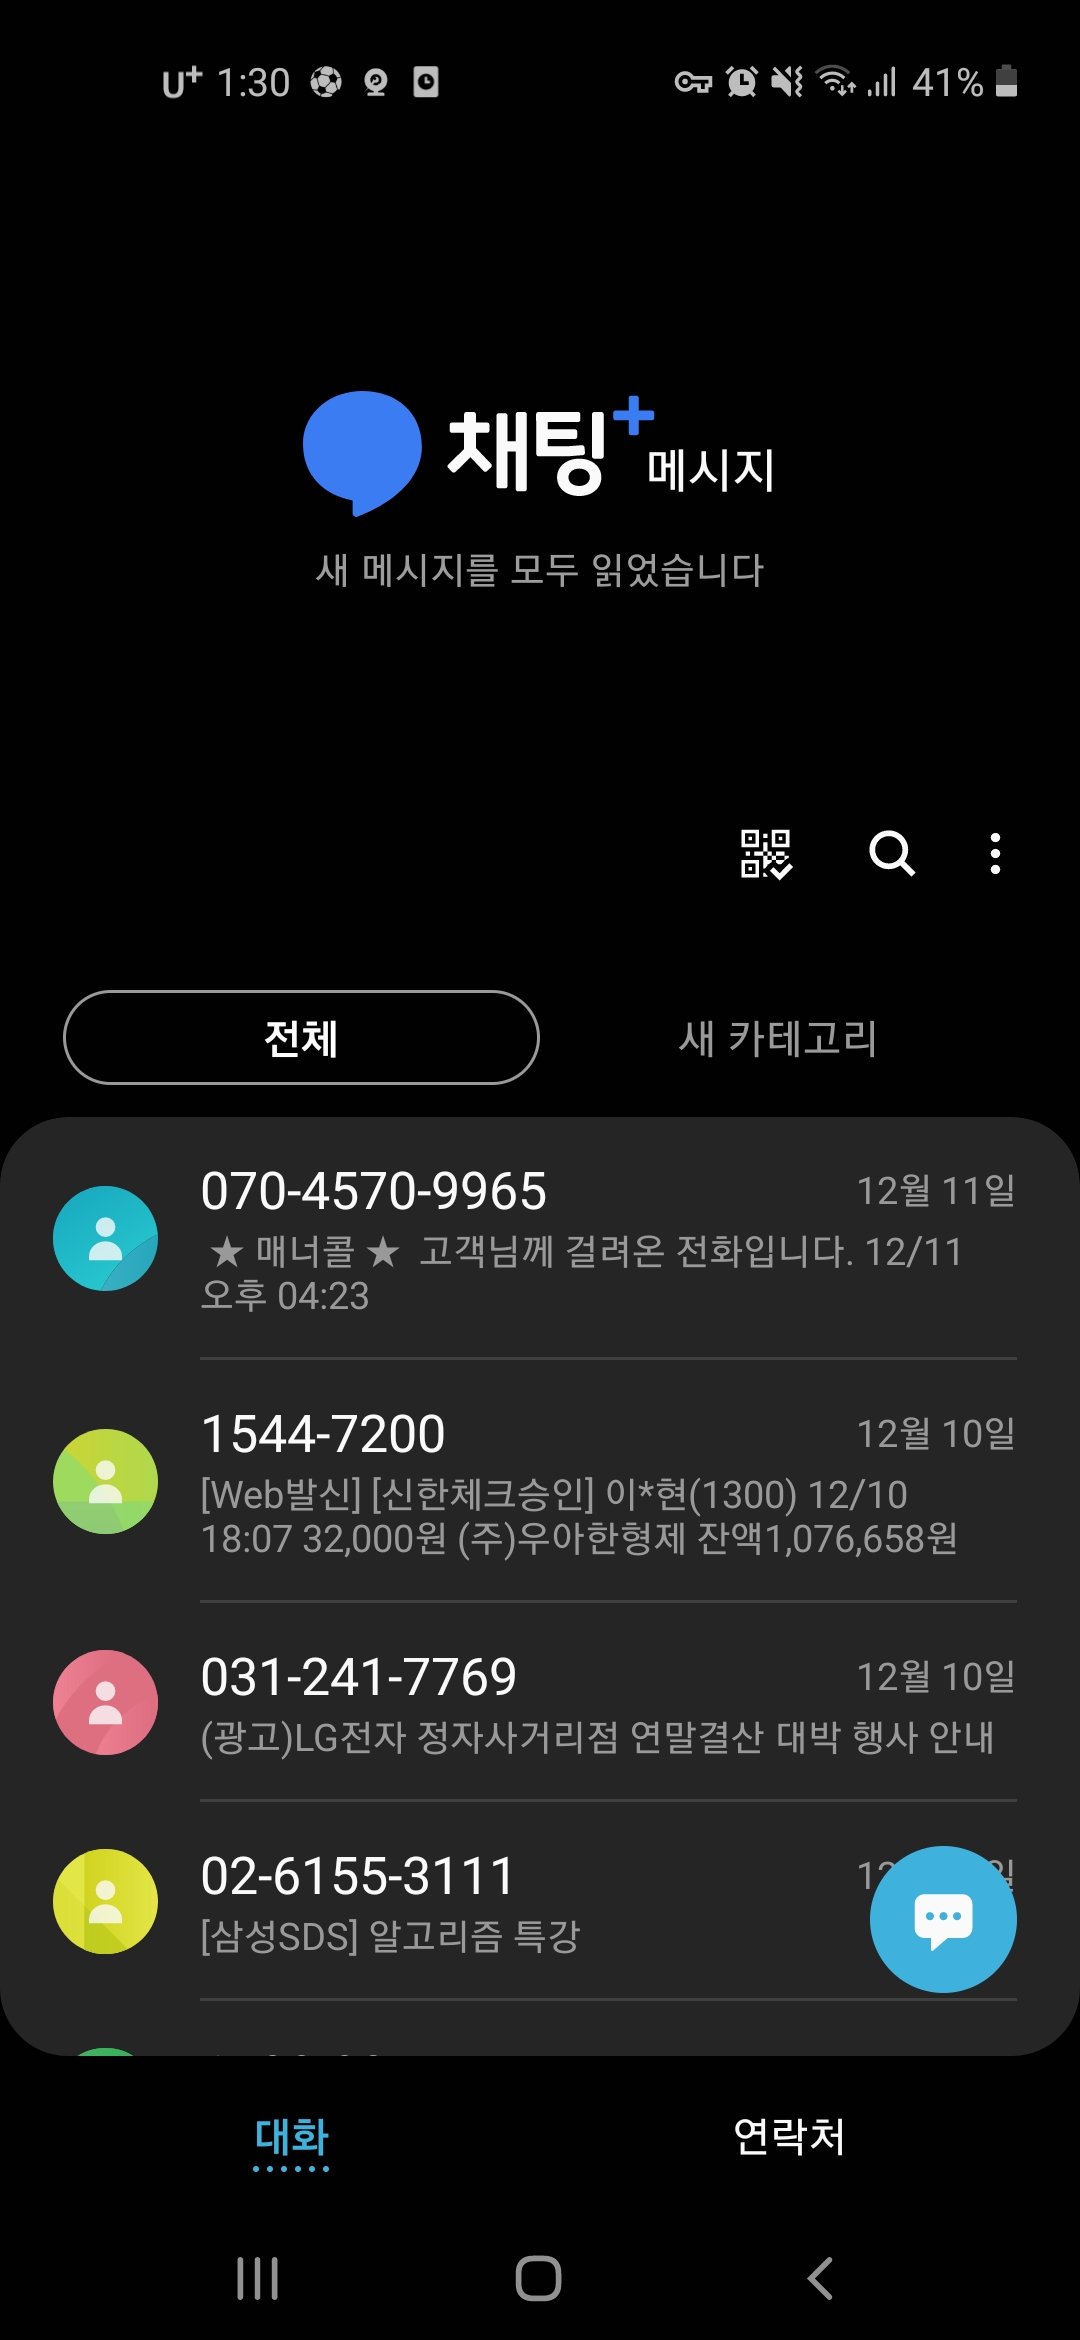 U+ 1:30 41%
채팅+ 메시지
새 메시지를 모두 읽었습니다
전체 새 카테고리
070-4570-9965 12월 11일
★ 매너콜 ★ 고객님께 걸려온 전화입니다. 12/11
오후 04:23
1544-7200 12월 10일
[Web발신] [신한체크승인] 이*현(1300) 12/10
18:07 32,000원 (주)우아한형제 잔액1,076,658원
031-241-7769 12월 10일
(광고)LG전자 정자사거리점 연말결산 대박 행사 안내
02-6155-3111
[삼성SDS] 알고리즘 특강
대화 연락처